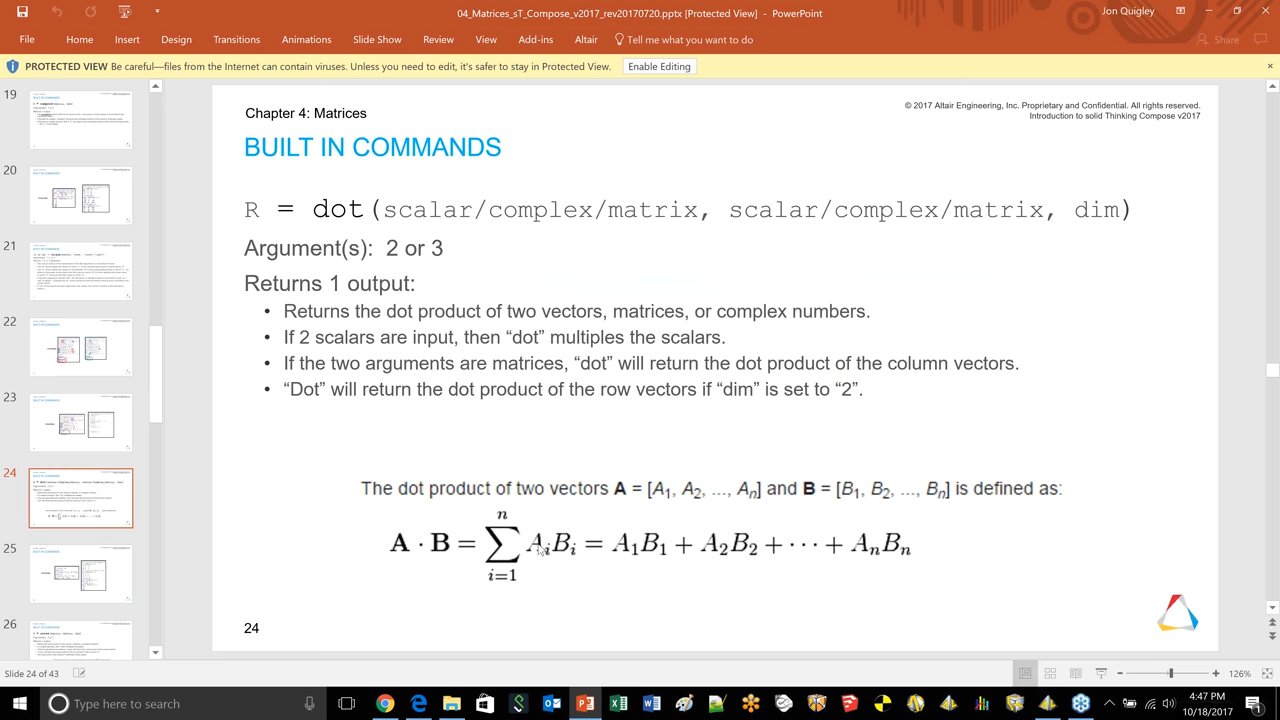 04_Matrices_sT_Compose_v2017_rev20170720.pptx [Protected View] - PowerPoint
Jon Quigley
File Home Insert Design Transitions Animations Slide Show Review View Add-ins Altair Tell me what you want to do
Share
PROTECTED VIEW Be careful—files from the Internet can contain viruses. Unless you need to edit, it's safer to stay in Protected View. Enable Editing
19
20
21
22
23
24
25
26
Chapter 4: Matrices
© 2017 Altair Engineering, Inc. Proprietary and Confidential. All rights reserved.
Introduction to solid Thinking Compose v2017
BUILT IN COMMANDS
R = dot(scalar/complex/matrix, scalar/complex/matrix, dim)
Argument(s): 2 or 3
Returns 1 output:
• Returns the dot product of two vectors, matrices, or complex numbers.
• If 2 scalars are input, then “dot” multiples the scalars.
• If the two arguments are matrices, “dot” will return the dot product of the column vectors.
• “Dot” will return the dot product of the row vectors if “dim” is set to “2”.
The dot product of two vectors A = [A₁, A₂, ..., Aₙ] and B = [B₁, B₂, ..., Bₙ] is defined as:
A · B = ∑ᵢ₌₁ⁿ AᵢBᵢ = A₁B₁ + A₂B₂ + ··· + AₙBₙ
24
Slide 24 of 43
126%
Type here to search
4:47 PM
10/18/2017